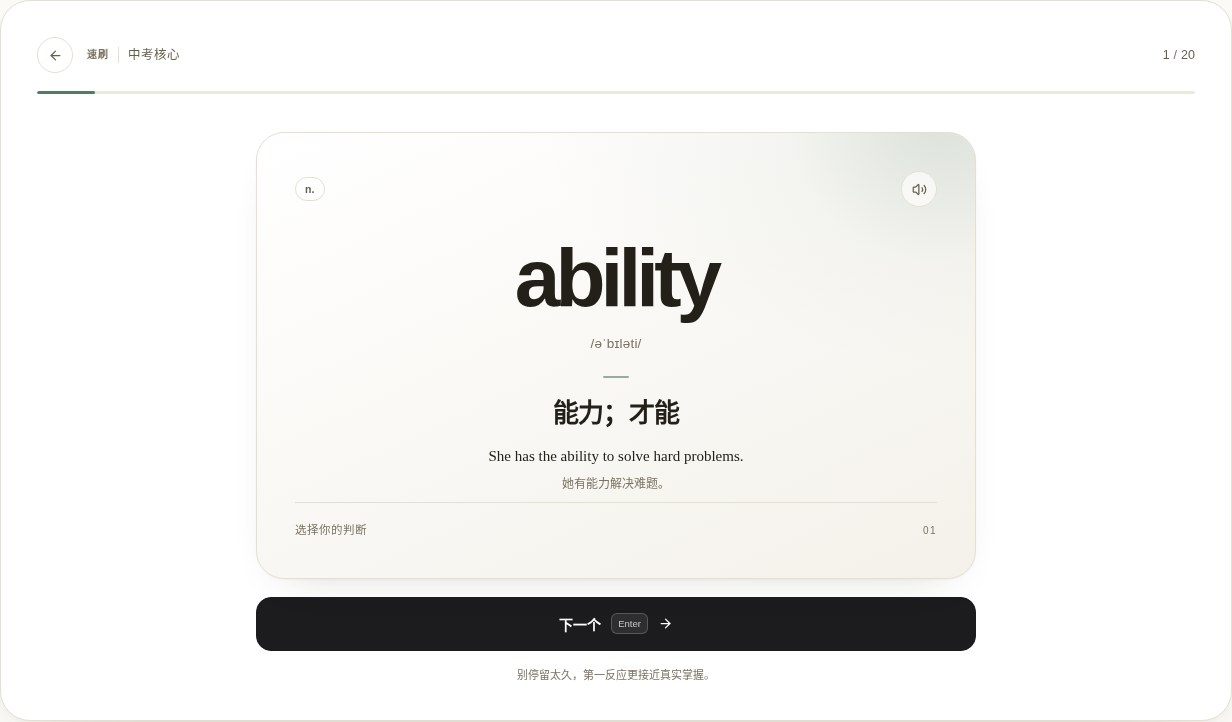 速刷 中考核心 1 / 20
n.
ability
/əˈbɪləti/
能力；才能
She has the ability to solve hard problems.
她有能力解决难题。
选择你的判断 01
下一个 Enter
别停留太久，第一反应更接近真实掌握。